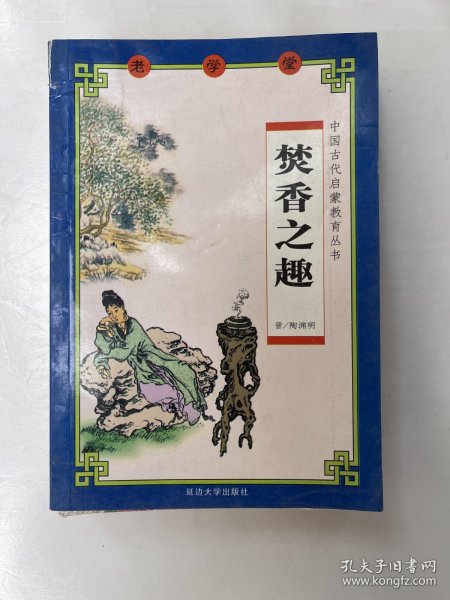 老学堂
中国古代启蒙教育丛书
焚香之趣
晋/陶渊明
延边大学出版社
孔夫子旧书网
www.kongfz.com